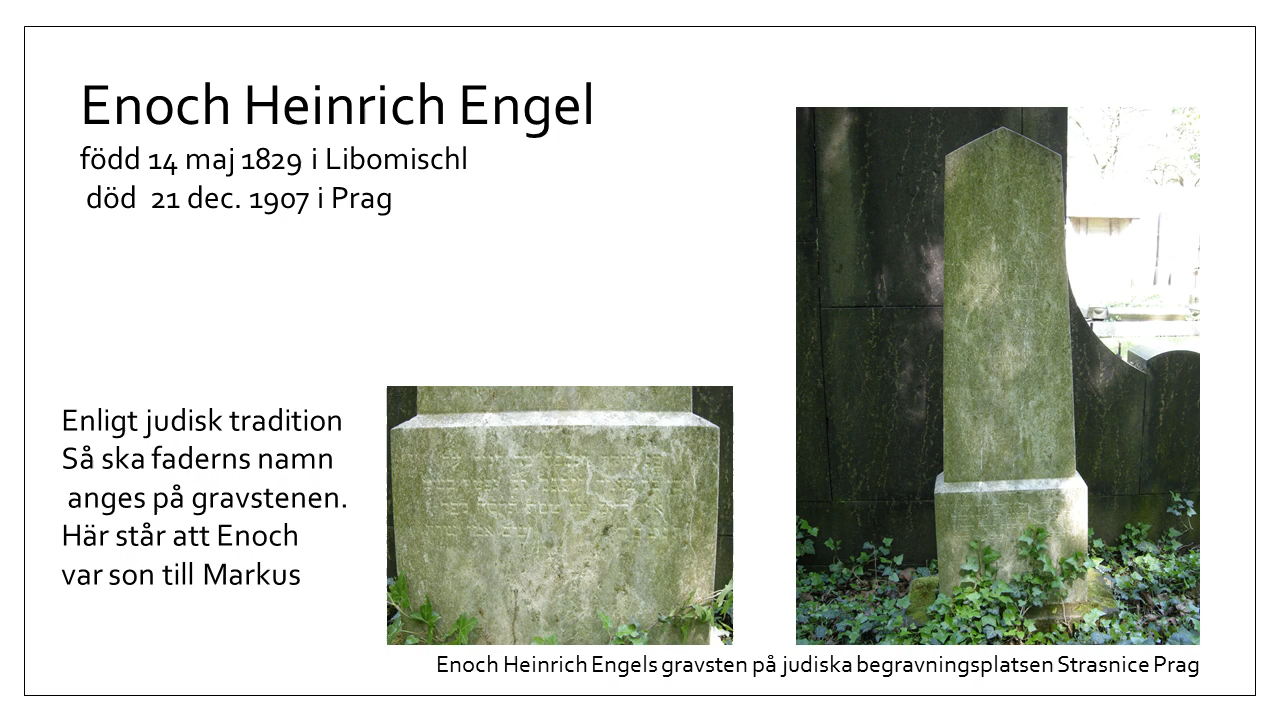 Enoch Heinrich Engel
född 14 maj 1829 i Libomischl
död 21 dec. 1907 i Prag
Enligt judisk tradition
Så ska faderns namn
anges på gravstenen.
Här står att Enoch
var son till Markus
Enoch Heinrich Engels gravsten på judiska begravningsplatsen Strasnice Prag